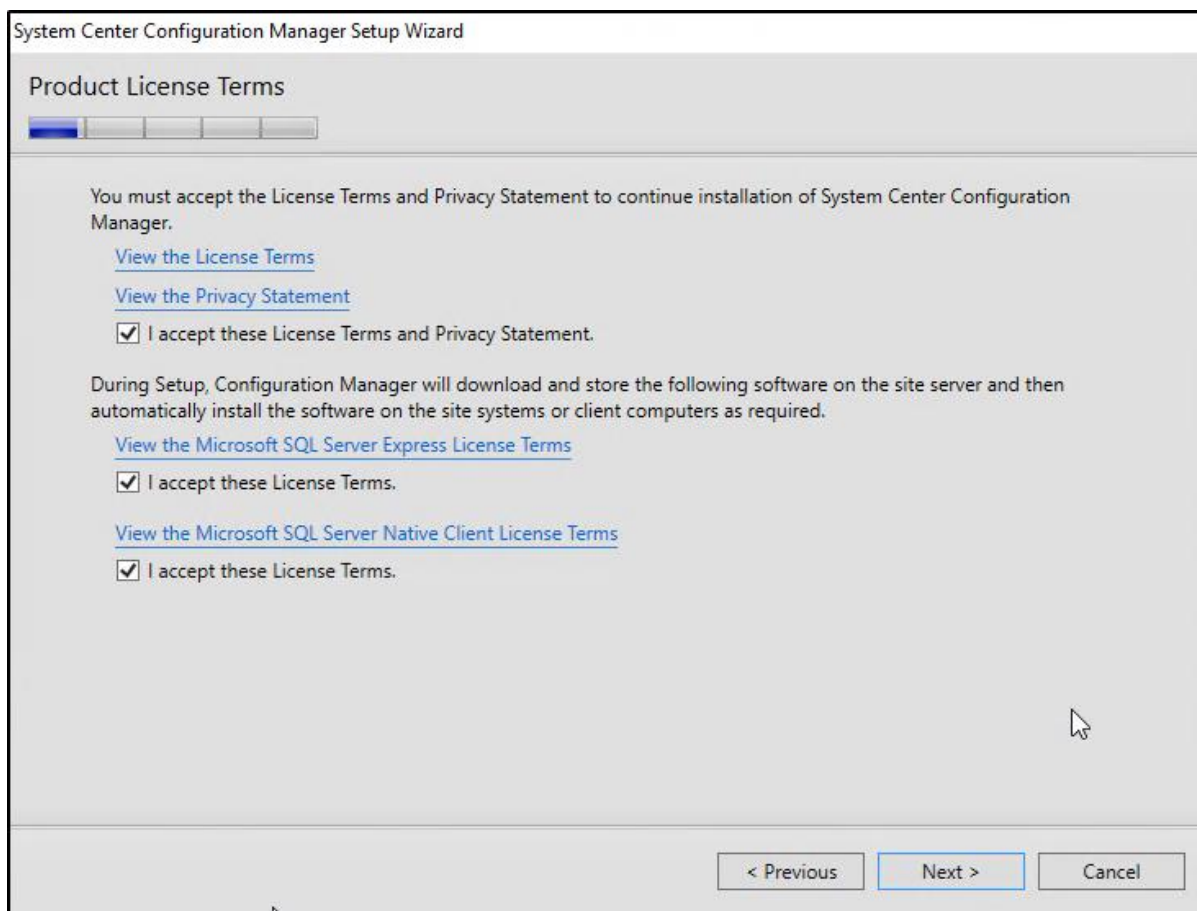 System Center Configuration Manager Setup Wizard
Product License Terms
You must accept the License Terms and Privacy Statement to continue installation of System Center Configuration
Manager.
View the License Terms
View the Privacy Statement
I accept these License Terms and Privacy Statement.
During Setup, Configuration Manager will download and store the following software on the site server and then
automatically install the software on the site systems or client computers as required.
View the Microsoft SQL Server Express License Terms
I accept these License Terms.
View the Microsoft SQL Server Native Client License Terms
I accept these License Terms.
< Previous
Next >
Cancel